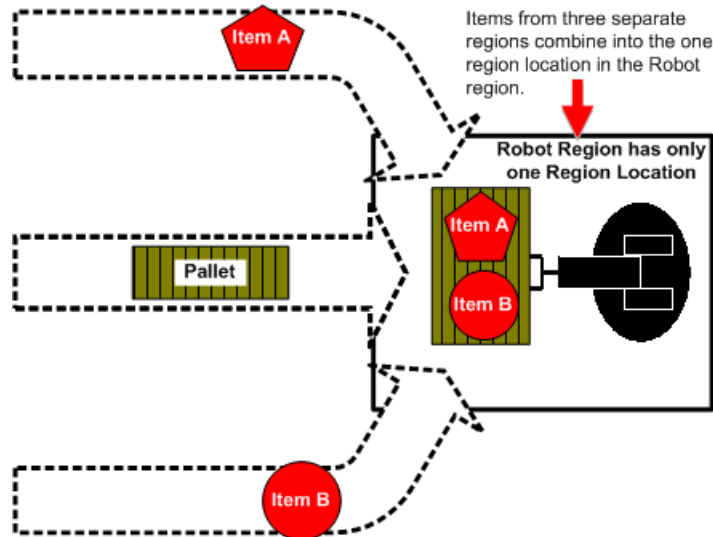 Item A
Items from three separate
regions combine into the one
region location in the Robot
region.
Robot Region has only
one Region Location
Item A
Pallet
Item B
Item B